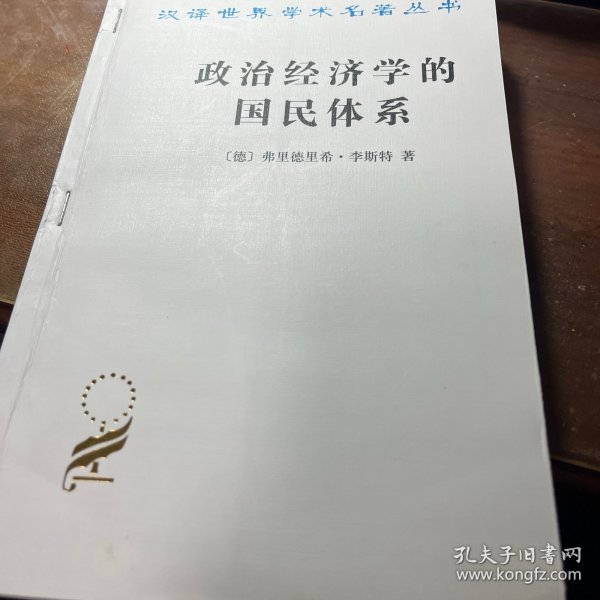 汉译世界学术名著丛书
政治经济学的
国民体系
〔德〕弗里德里希·李斯特 著
孔夫子旧书网
www.kongfz.com